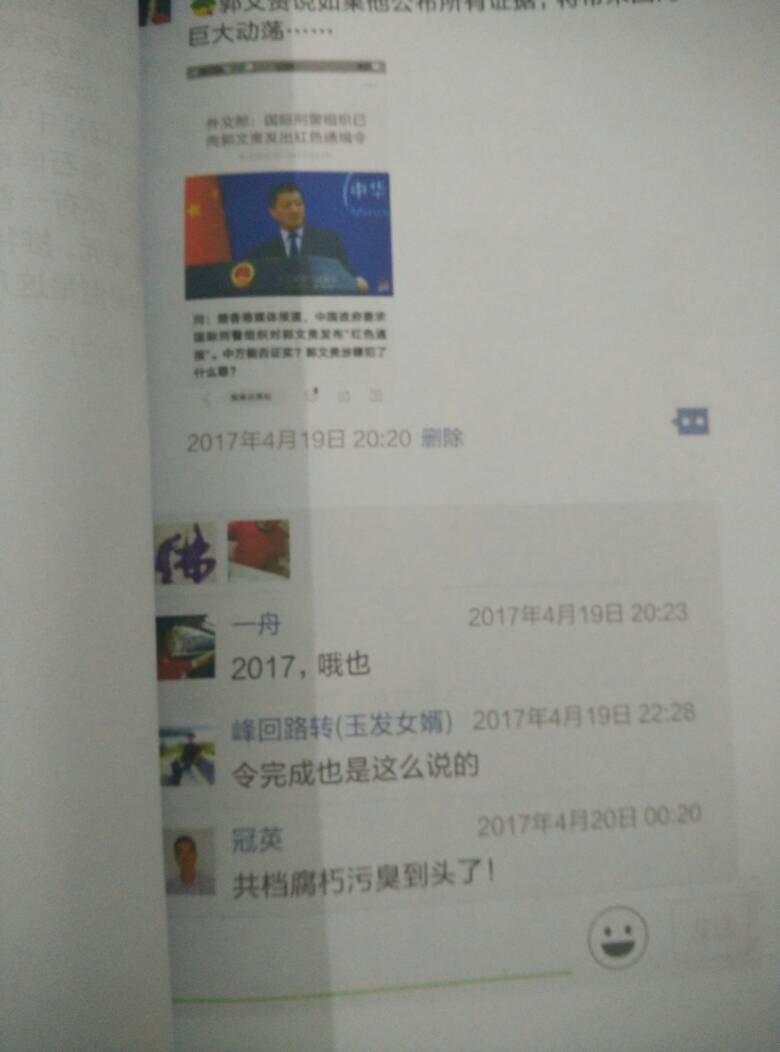 郭文贵说如果他公布所有证据，将带来国内
巨大动荡……
外交部：国际刑警组织已
向郭文贵发出红色通缉令
中华
问：据香港媒体报道，中国政府要求
国际刑警组织对郭文贵发布“红色通
报”。中方能否证实？郭文贵涉嫌犯了
什么罪？
2017年4月19日 20:20 删除
一舟 2017年4月19日 20:23
2017，哦也
峰回路转(玉发女婿) 2017年4月19日 22:28
令完成也是这么说的
冠英 2017年4月20日 00:20
共档腐朽污臭到头了！